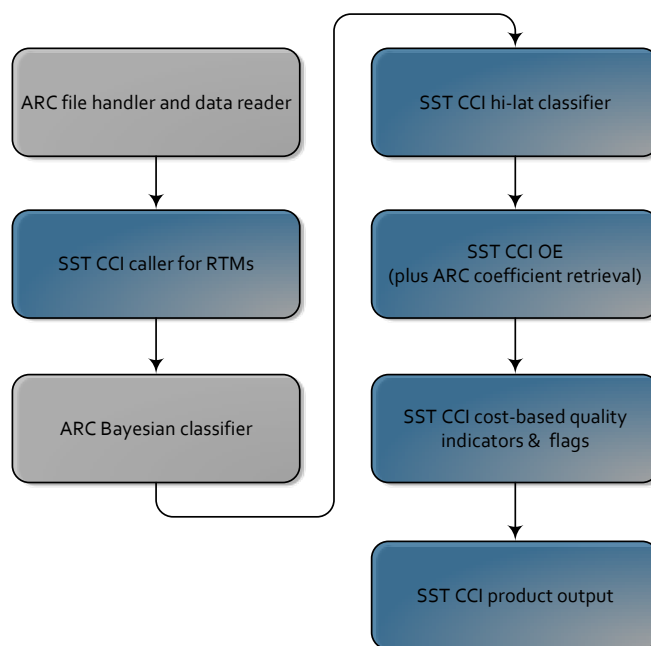 ARC file handler and data reader
SST CCI caller for RTMs
ARC Bayesian classifier
SST CCI hi-lat classifier
SST CCI OE
(plus ARC coefficient retrieval)
SST CCI cost-based quality
indicators & flags
SST CCI product output